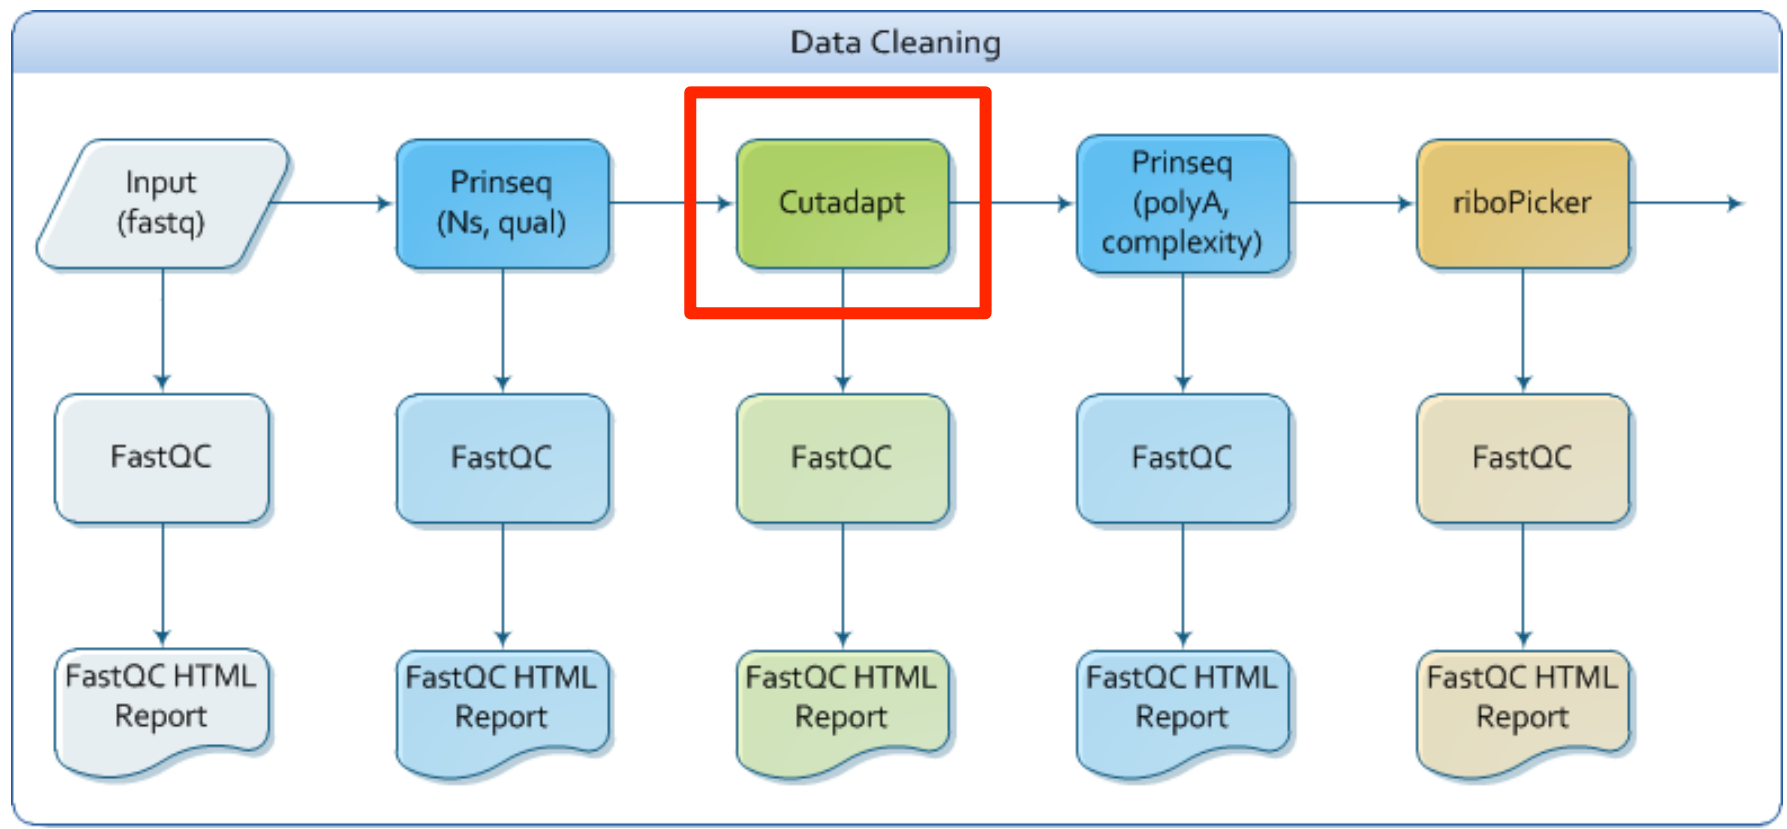 Data Cleaning
Input
(fastq)
Prinseq
(Ns, qual)
Cutadapt
Prinseq
(polyA,
complexity)
riboPicker
FastQC
FastQC
FastQC
FastQC
FastQC
FastQC HTML
Report
FastQC HTML
Report
FastQC HTML
Report
FastQC HTML
Report
FastQC HTML
Report